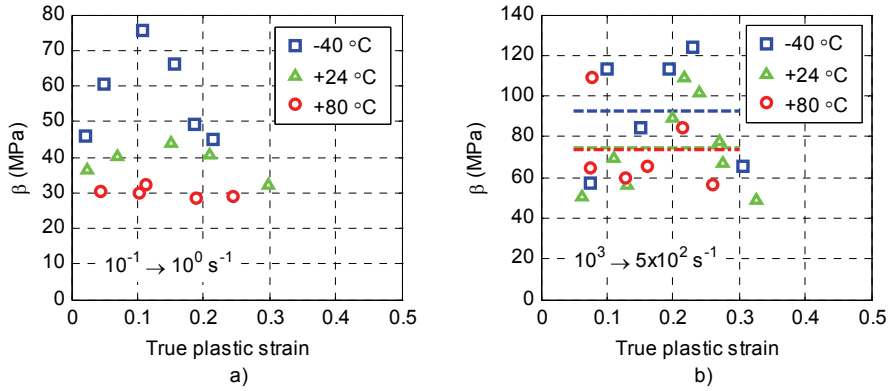 80
70
60
50
40
30
20
10
0
β (MPa)
-40 °C
+24 °C
+80 °C
10⁻¹ → 10⁰ s⁻¹
0 0.1 0.2 0.3 0.4 0.5
True plastic strain
a)
140
120
100
80
60
40
20
0
β (MPa)
-40 °C
+24 °C
+80 °C
10³ → 5x10² s⁻¹
0 0.1 0.2 0.3 0.4 0.5
True plastic strain
b)